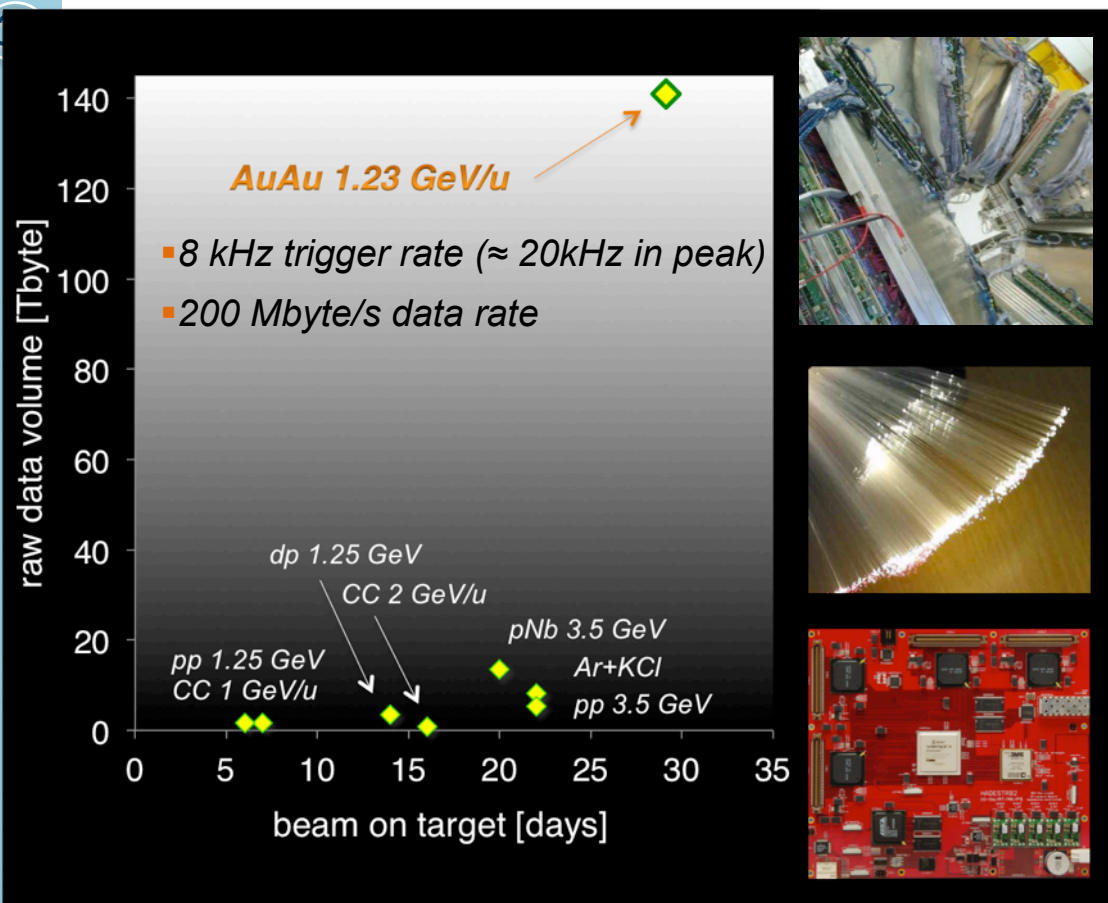 140
120
100
80
60
40
20
0
raw data volume [Tbyte]
AuAu 1.23 GeV/u
▪8 kHz trigger rate (≈ 20kHz in peak)
▪200 Mbyte/s data rate
dp 1.25 GeV
CC 2 GeV/u
pNb 3.5 GeV
pp 1.25 GeV
Ar+KCl
CC 1 GeV/u
pp 3.5 GeV
0 5 10 15 20 25 30 35
beam on target [days]
HADESTRB2